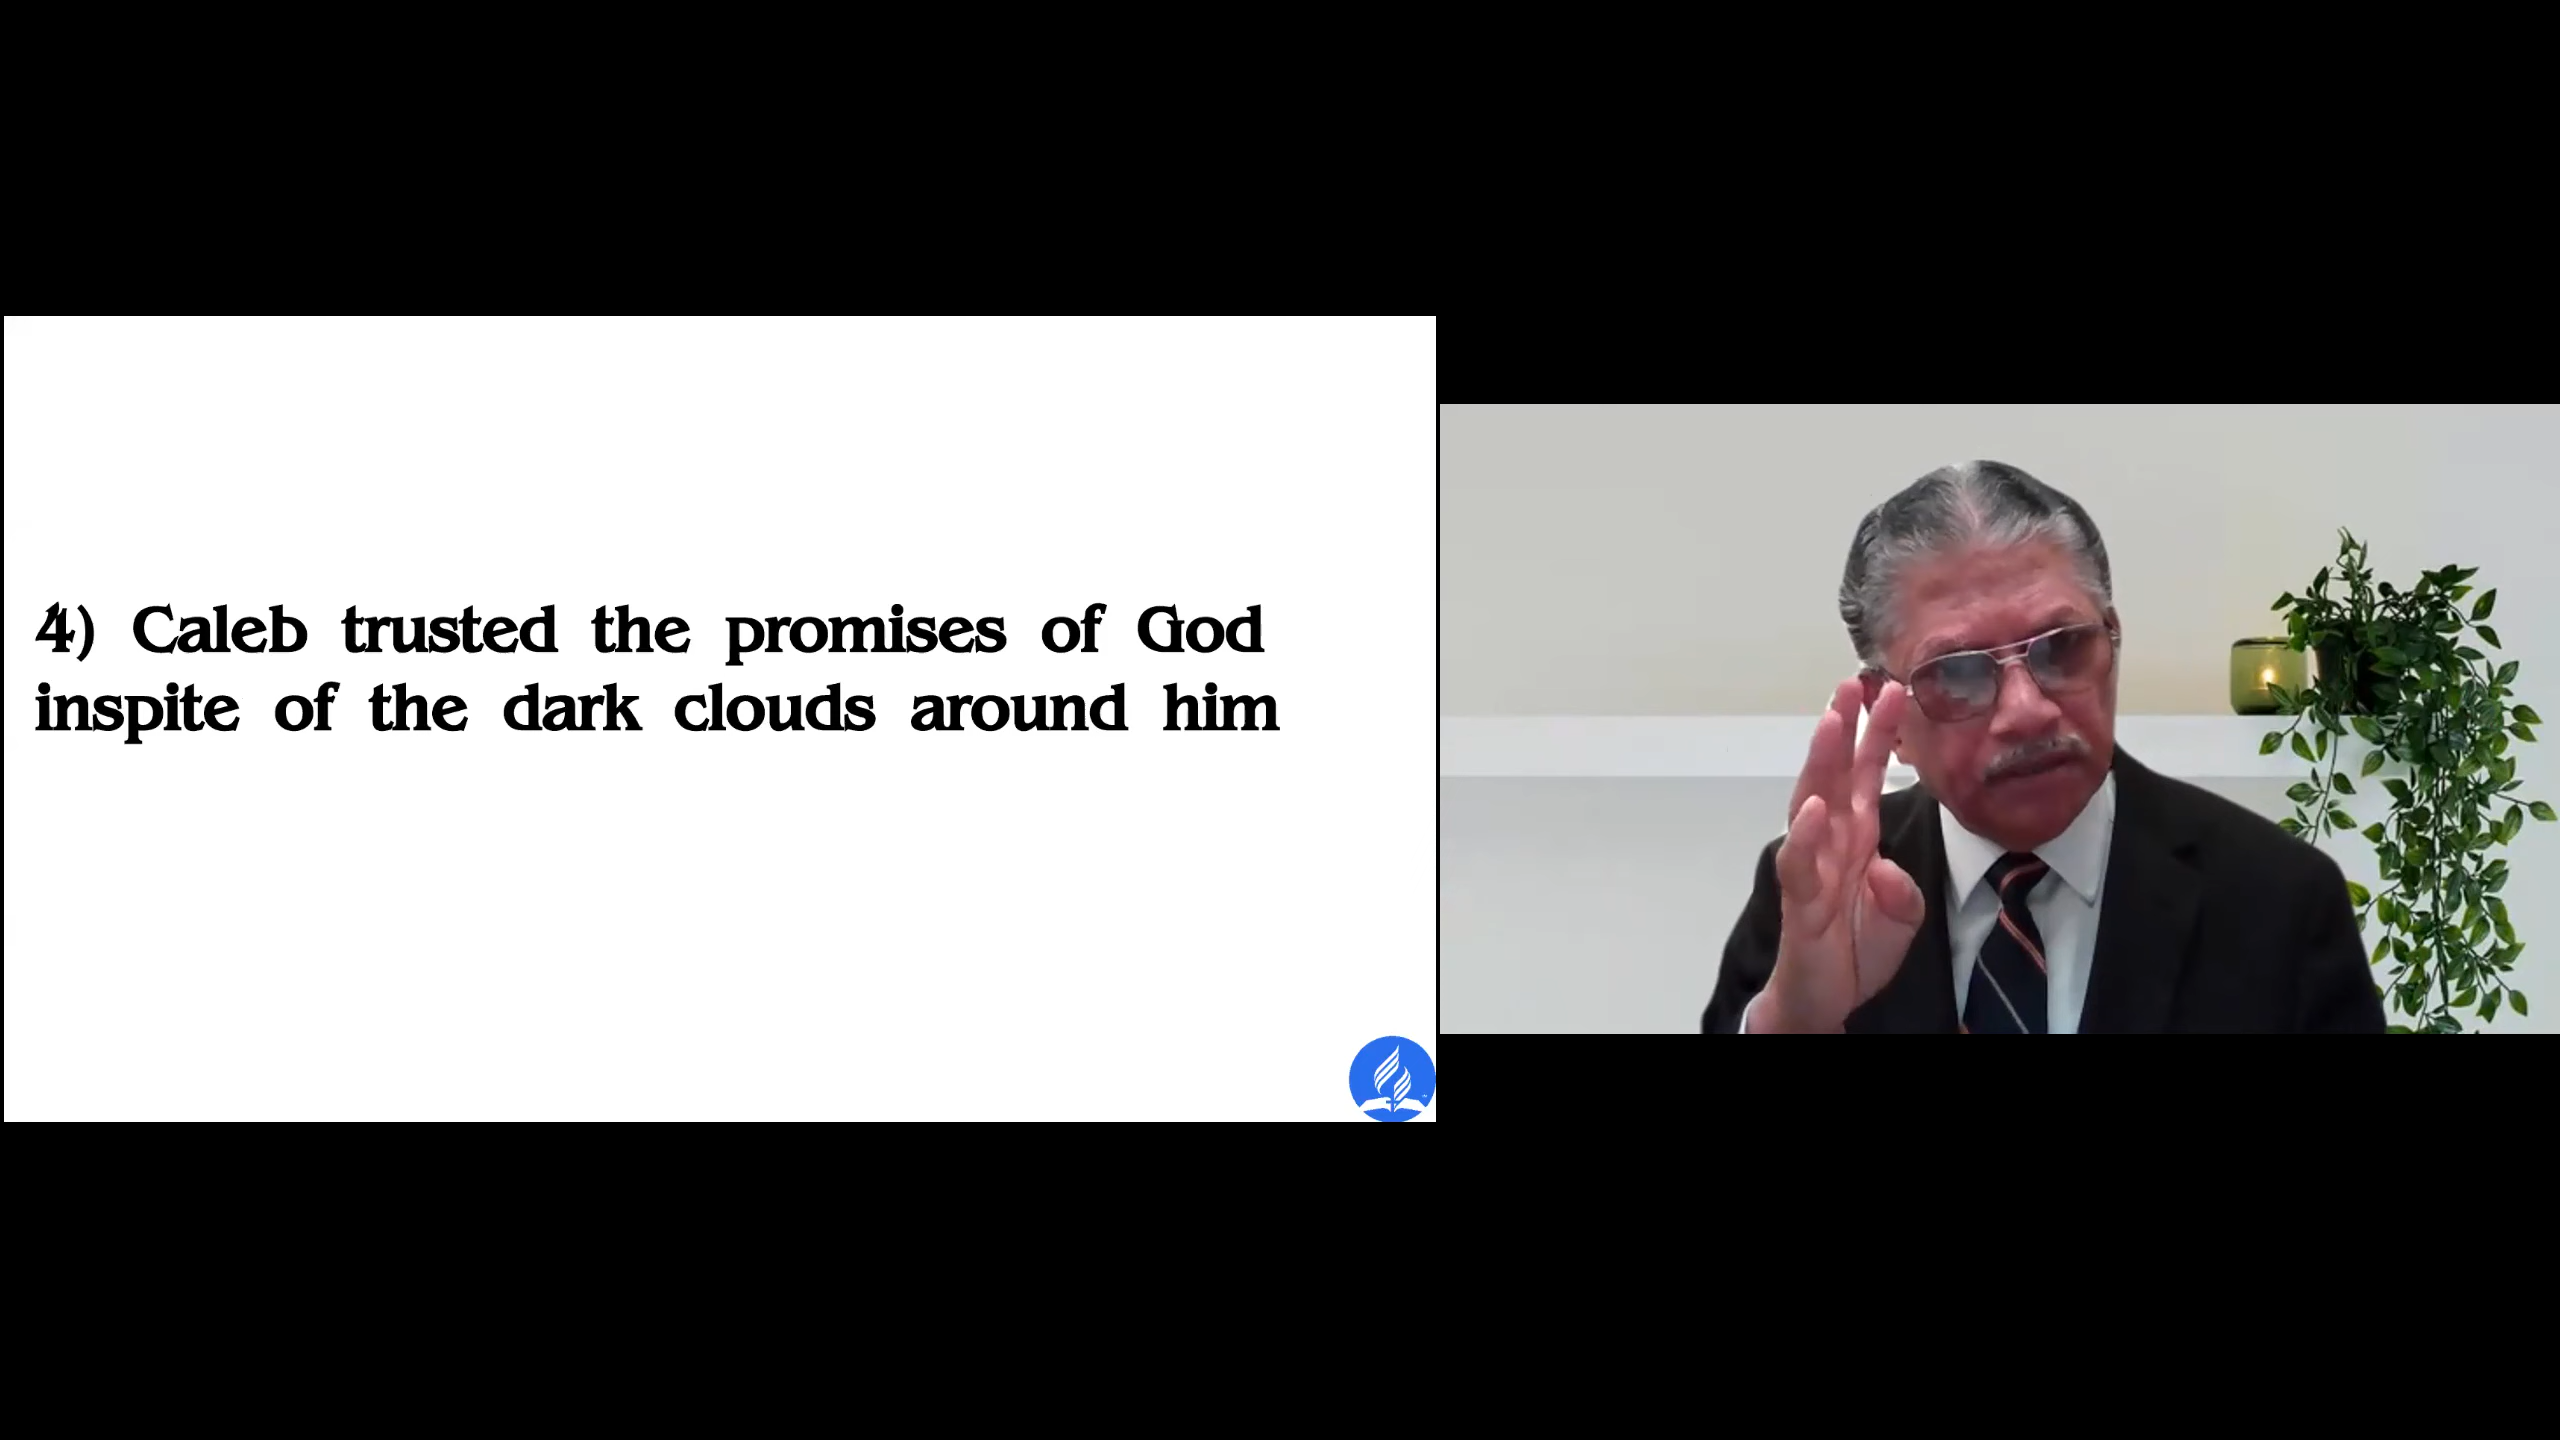 4) Caleb trusted the promises of God
inspite of the dark clouds around him